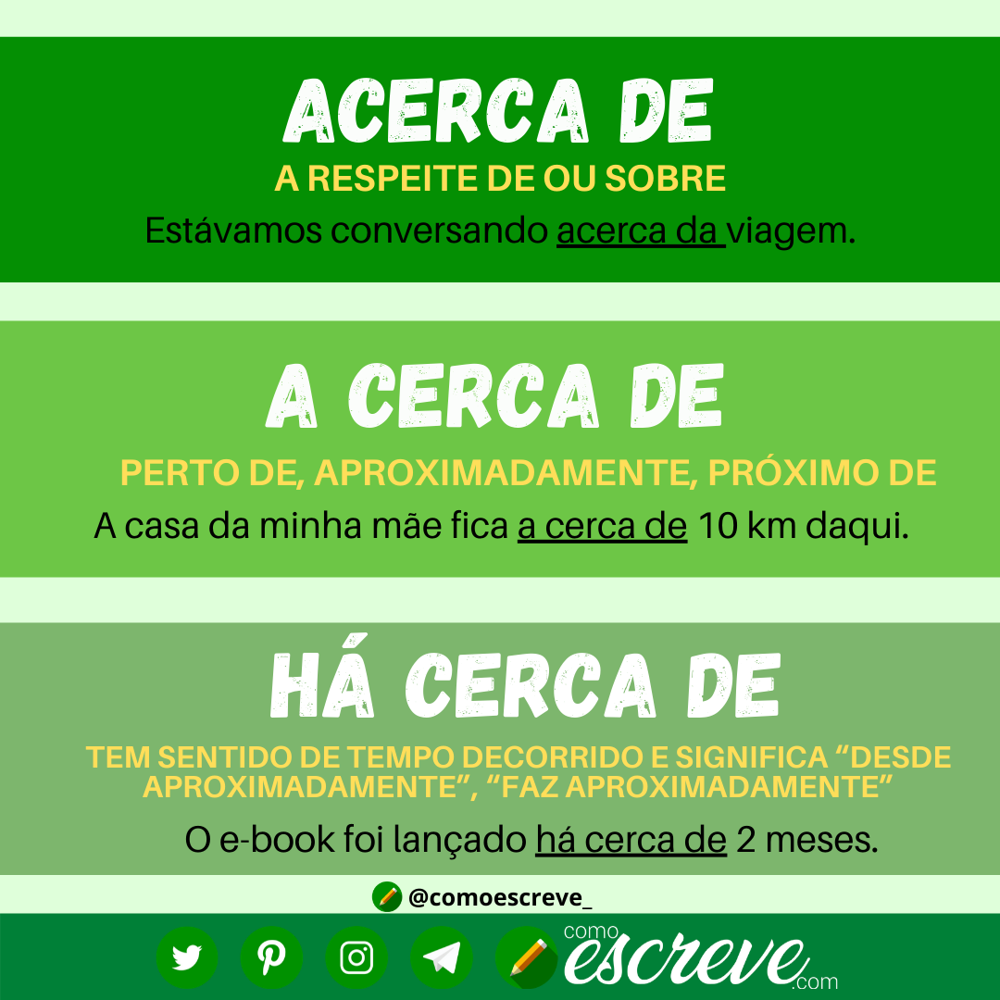 ACERCA DE
A RESPEITE DE OU SOBRE
Estávamos conversando acerca da viagem.
A CERCA DE
PERTO DE, APROXIMADAMENTE, PRÓXIMO DE
A casa da minha mãe fica a cerca de 10 km daqui.
HÁ CERCA DE
TEM SENTIDO DE TEMPO DECORRIDO E SIGNIFICA “DESDE
APROXIMADAMENTE”, “FAZ APROXIMADAMENTE”
O e-book foi lançado há cerca de 2 meses.
@comoescreve_
como
escreve
.com